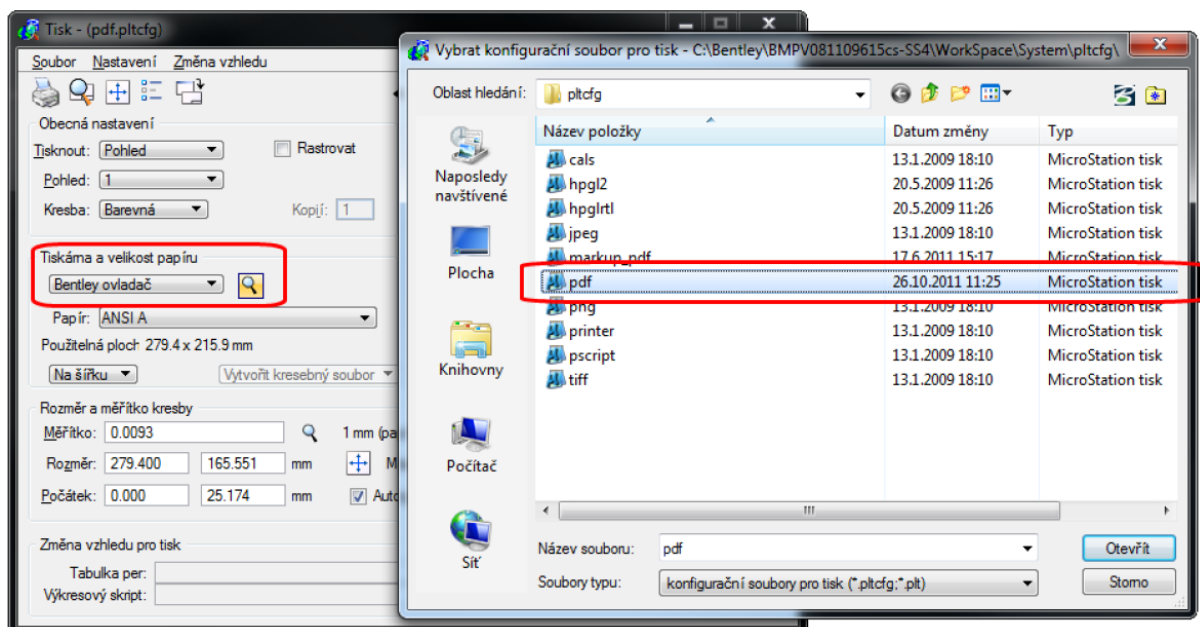 Tisk - (pdf.pltcfg)
Soubor Nastavení Změna vzhledu
Obecná nastavení
Tisknout: Pohled Rastrovat
Pohled: 1
Kresba: Barevná Kopií: 1
Tiskárna a velikost papíru
Bentley ovladač
Papír: ANSI A
Použitelná ploch 279.4 x 215.9 mm
Na šířku Vytvořit kresebný soubor
Rozměr a měřítko kresby
Měřítko: 0.0093 1 mm (pa
Rozměr: 279.400 165.551 mm M
Počátek: 0.000 25.174 mm Auto
Změna vzhledu pro tisk
Tabulka per:
Výkresový skript:
Vybrat konfigurační soubor pro tisk - C:\Bentley\BMPV081109615cs-SS4\WorkSpace\System\pltcfg\
Oblast hledání: pltcfg
Naposledy
navštívené
Plocha
Knihovny
Počítač
Síť
Název položky Datum změny Typ
cals 13.1.2009 18:10 MicroStation tisk
hpgl2 20.5.2009 11:26 MicroStation tisk
hpglrtl 20.5.2009 11:26 MicroStation tisk
jpeg 13.1.2009 18:10 MicroStation tisk
markup_pdf 17.6.2011 15:17 MicroStation tisk
pdf 26.10.2011 11:25 MicroStation tisk
png 13.1.2009 18:10 MicroStation tisk
printer 13.1.2009 18:10 MicroStation tisk
pscript 13.1.2009 18:10 MicroStation tisk
tiff 13.1.2009 18:10 MicroStation tisk
Název souboru: pdf Otevřít
Soubory typu: konfigurační soubory pro tisk (*.pltcfg;*.plt) Storno